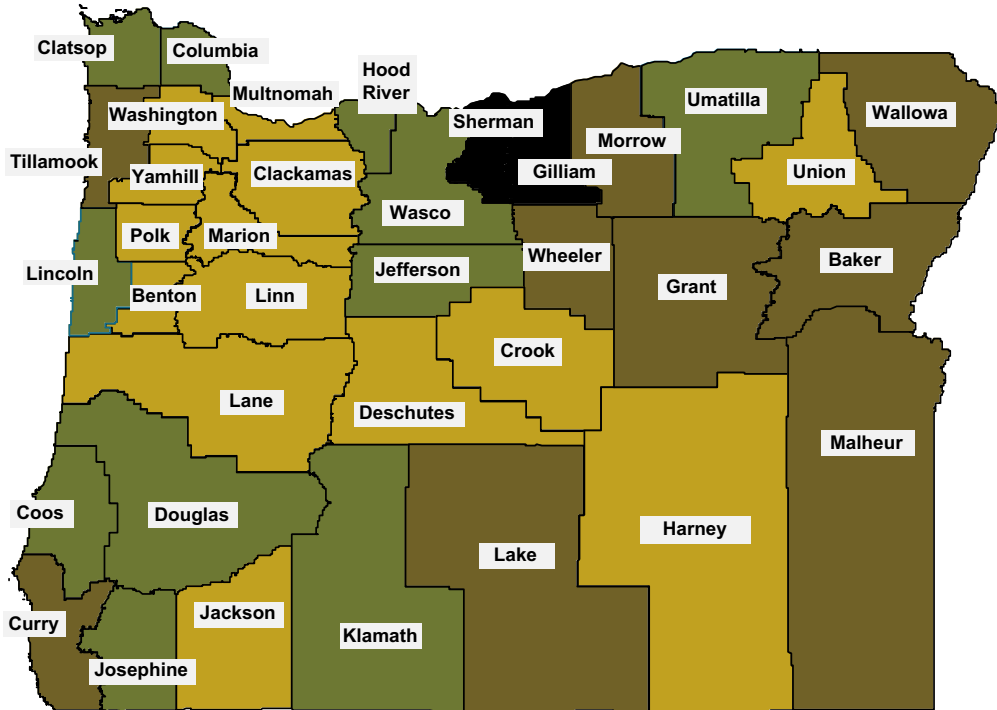 Clatsop
Columbia
Hood
River
Multnomah
Umatilla
Wallowa
Washington
Sherman
Morrow
Tillamook
Yamhill
Clackamas
Gilliam
Union
Wasco
Polk
Marion
Lincoln
Jefferson
Wheeler
Baker
Benton
Linn
Grant
Crook
Lane
Deschutes
Malheur
Coos
Douglas
Harney
Lake
Curry
Jackson
Klamath
Josephine